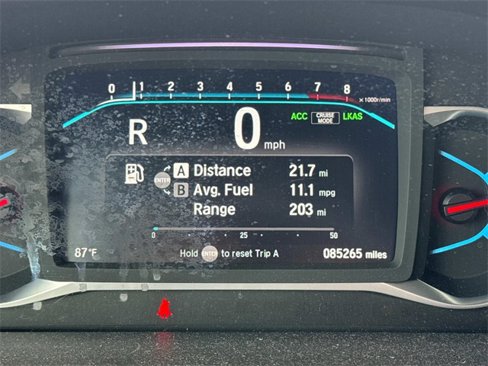 0 1 2 3 4 5 6 7 8
x 1000r/min
R 0 mph
ACC CRUISE MODE LKAS
A Distance 21.7 mi
ENTER
B Avg. Fuel 11.1 mpg
Range 203 mi
0 25 50
87°F Hold ENTER to reset Trip A 085265 miles